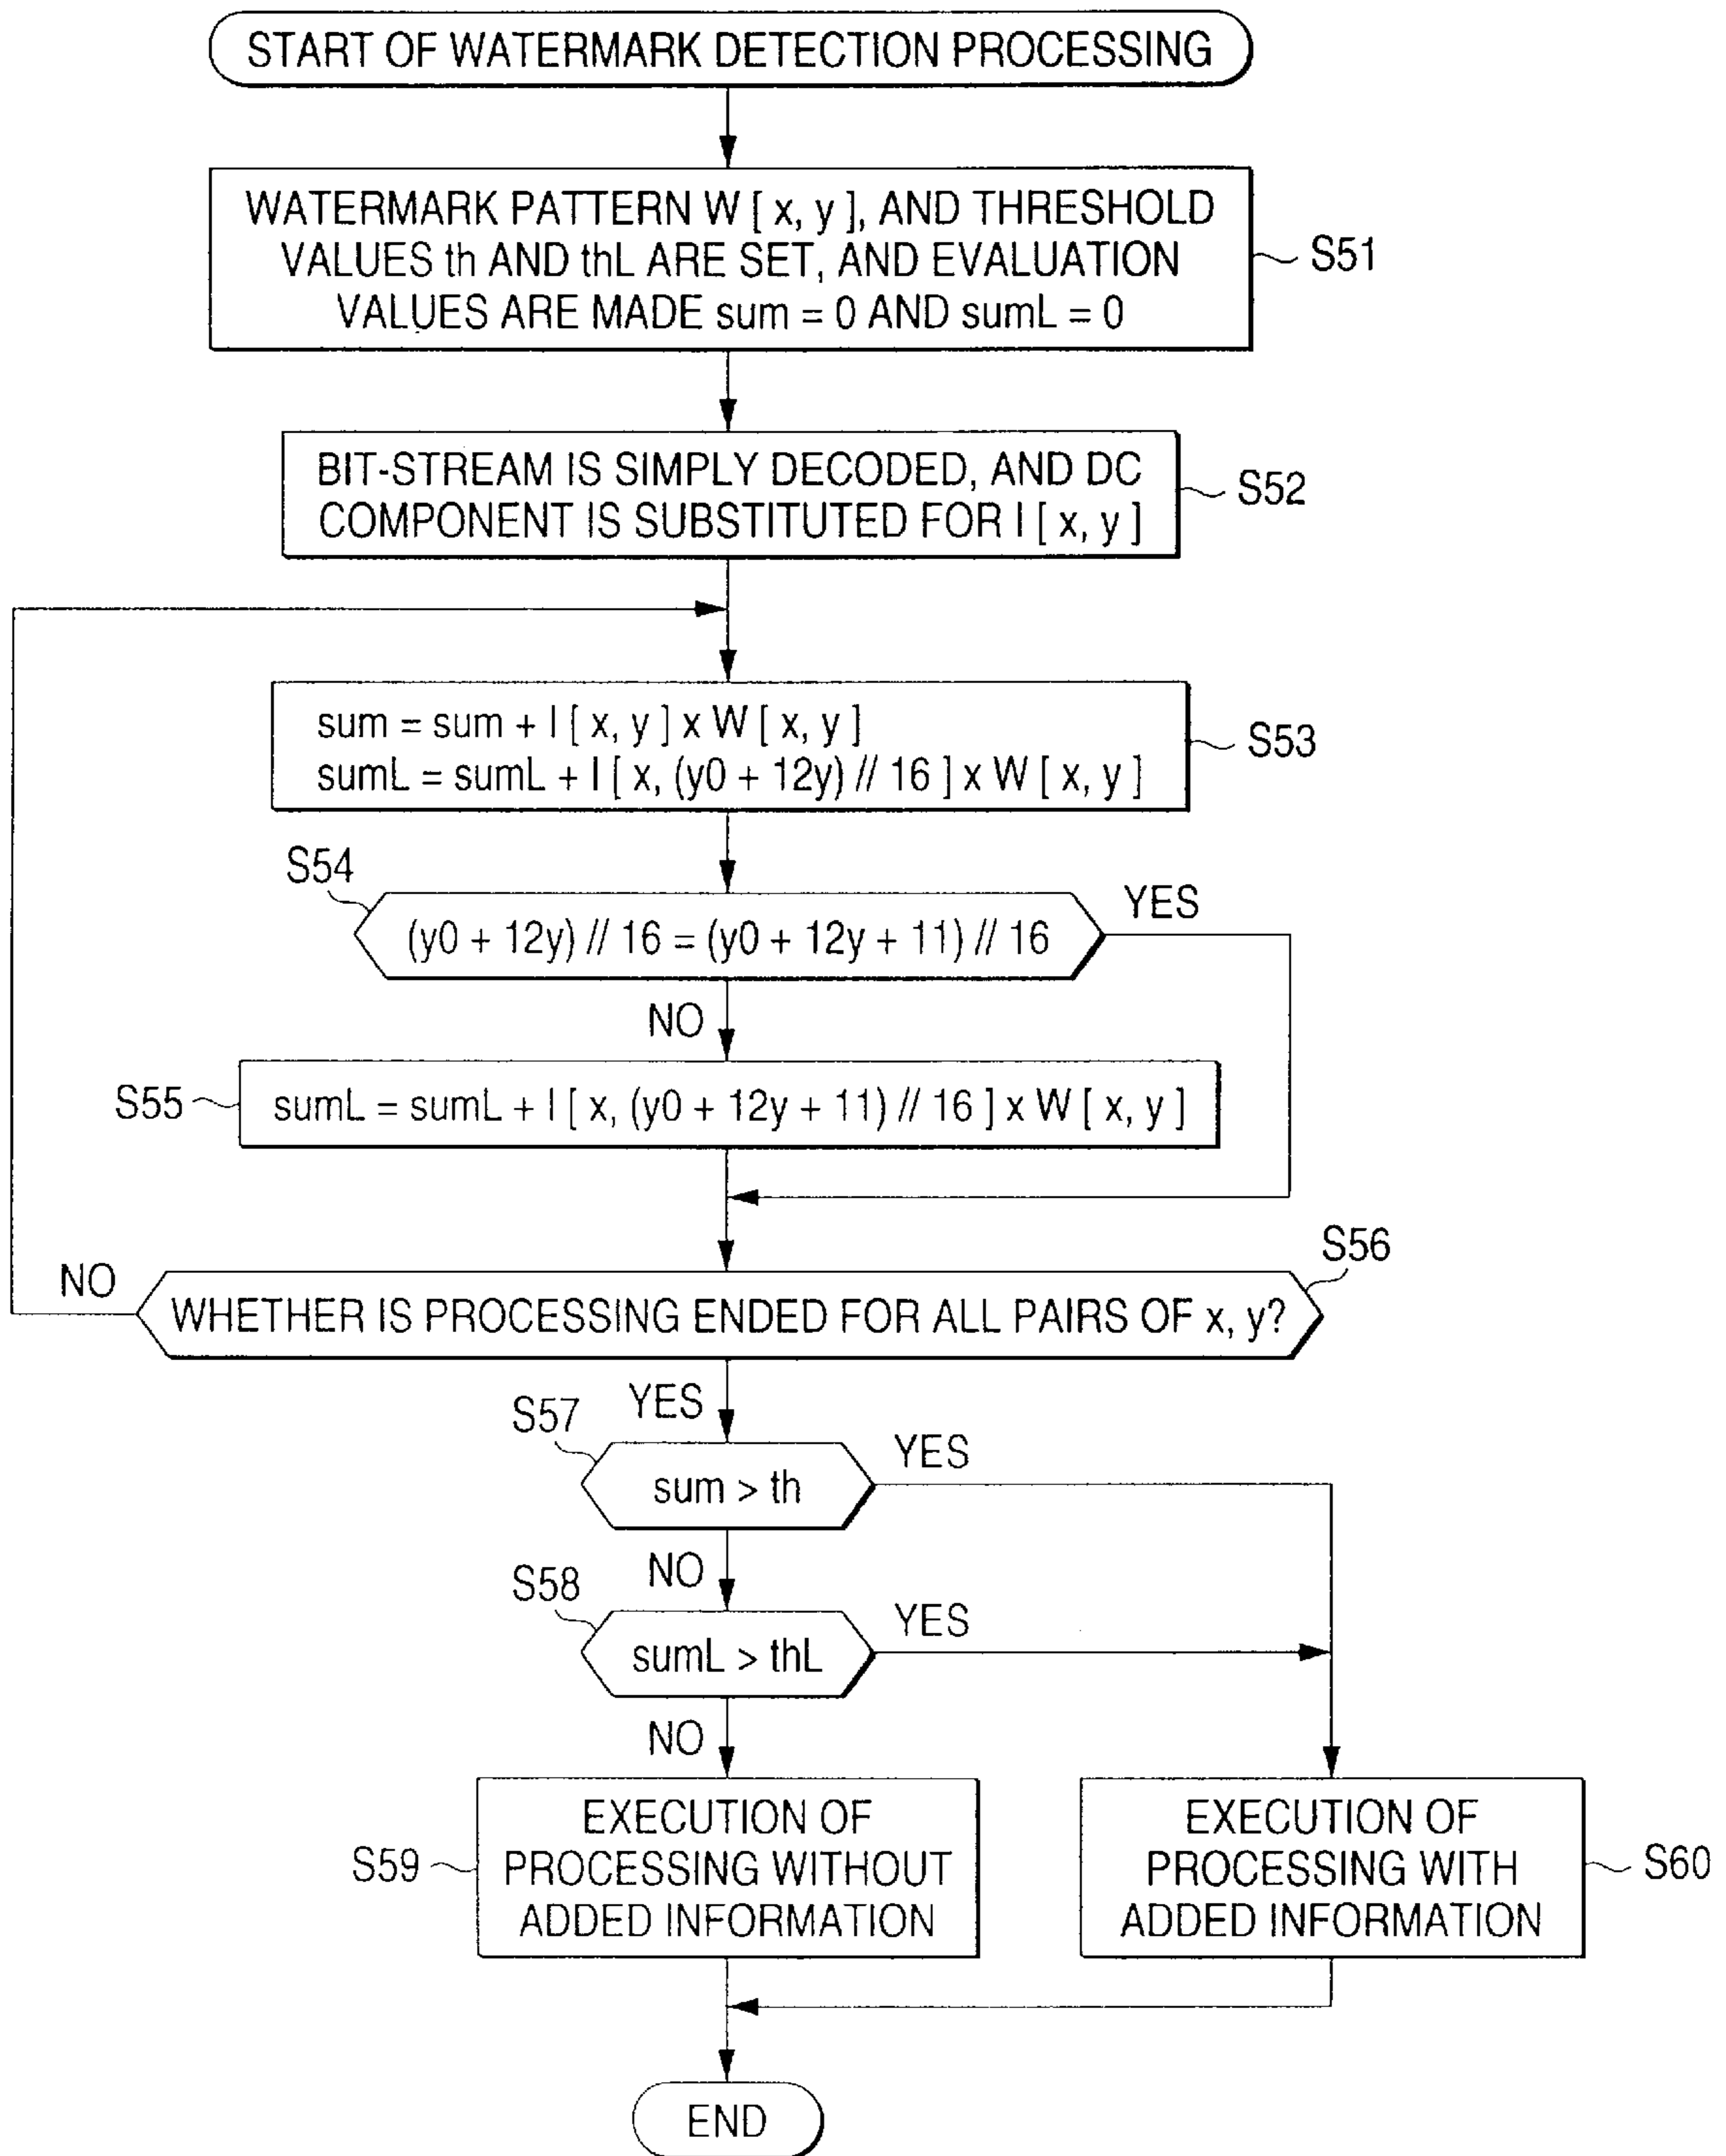 START OF WATERMARK DETECTION PROCESSING
WATERMARK PATTERN W [ x, y ], AND THRESHOLD
VALUES th AND thL ARE SET, AND EVALUATION
VALUES ARE MADE sum = 0 AND sumL = 0
S51
BIT-STREAM IS SIMPLY DECODED, AND DC
COMPONENT IS SUBSTITUTED FOR I [ x, y ]
S52
sum = sum + I [ x, y ] x W [ x, y ]
sumL = sumL + I [ x, (y0 + 12y) // 16 ] x W [ x, y ]
S53
S54
(y0 + 12y) // 16 = (y0 + 12y + 11) // 16
YES
NO
S55
sumL = sumL + I [ x, (y0 + 12y + 11) // 16 ] x W [ x, y ]
S56
NO
WHETHER IS PROCESSING ENDED FOR ALL PAIRS OF x, y?
YES
S57
sum > th
YES
NO
S58
sumL > thL
YES
NO
S59
EXECUTION OF
PROCESSING WITHOUT
ADDED INFORMATION
EXECUTION OF
PROCESSING WITH
ADDED INFORMATION
S60
END